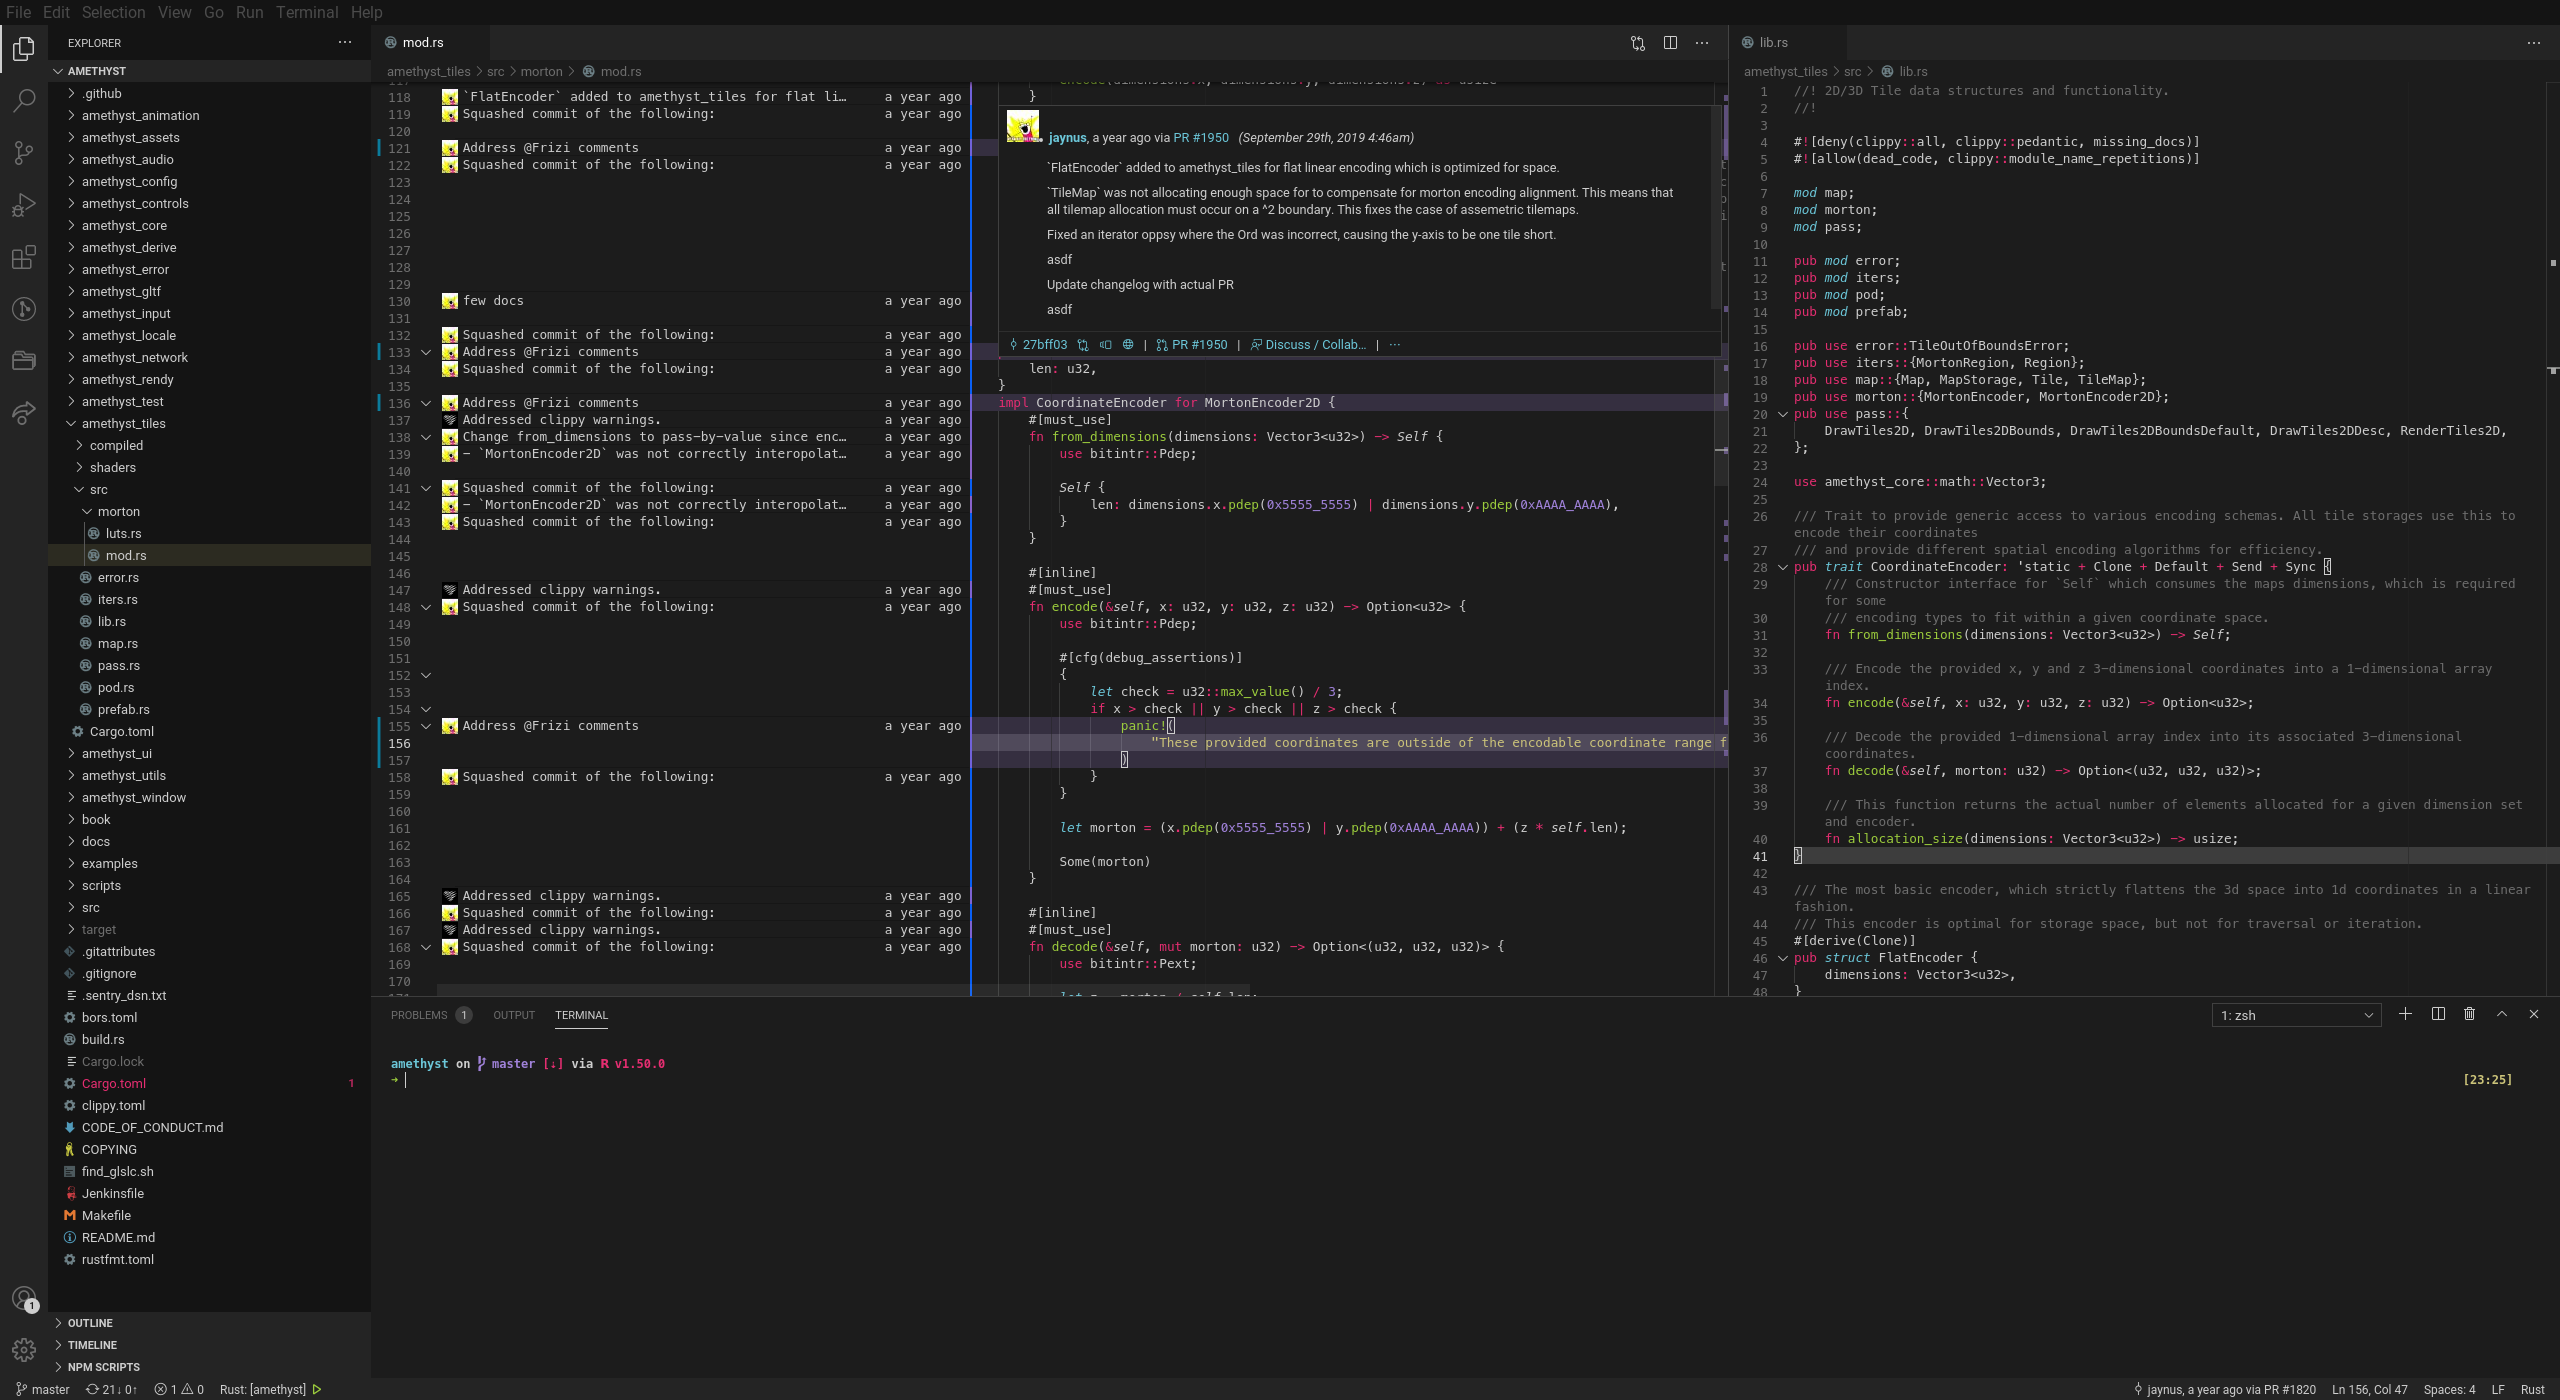 File Edit Selection View Go Run Terminal Help
EXPLORER
AMETHYST
.github
amethyst_animation
amethyst_assets
amethyst_audio
amethyst_config
amethyst_controls
amethyst_core
amethyst_derive
amethyst_error
amethyst_gltf
amethyst_input
amethyst_locale
amethyst_network
amethyst_rendy
amethyst_test
amethyst_tiles
compiled
shaders
src
morton
luts.rs
mod.rs
error.rs
iters.rs
lib.rs
map.rs
pass.rs
pod.rs
prefab.rs
Cargo.toml
amethyst_ui
amethyst_utils
amethyst_window
book
docs
examples
scripts
src
target
.gitattributes
.gitignore
.sentry_dsn.txt
bors.toml
build.rs
Cargo.lock
Cargo.toml 1
clippy.toml
CODE_OF_CONDUCT.md
COPYING
find_glslc.sh
Jenkinsfile
Makefile
README.md
rustfmt.toml
OUTLINE
TIMELINE
NPM SCRIPTS
1
mod.rs
amethyst_tiles > src > morton > mod.rs
118 `FlatEncoder` added to amethyst_tiles for flat li… a year ago }
119 Squashed commit of the following: a year ago
120
121 Address @Frizi comments a year ago
122 Squashed commit of the following: a year ago
123
124
125
126
127
128
129
130 few docs a year ago
131
132 Squashed commit of the following: a year ago
133 Address @Frizi comments a year ago
134 Squashed commit of the following: a year ago len: u32,
135 }
136 Address @Frizi comments a year ago impl CoordinateEncoder for MortonEncoder2D {
137 Addressed clippy warnings. a year ago #[must_use]
138 Change from_dimensions to pass-by-value since enc… a year ago fn from_dimensions(dimensions: Vector3<u32>) -> Self {
139 - `MortonEncoder2D` was not correctly interpolat… a year ago use bitintr::Pdep;
140
141 Squashed commit of the following: a year ago Self {
142 - `MortonEncoder2D` was not correctly interpolat… a year ago len: dimensions.x.pdep(0x5555_5555) | dimensions.y.pdep(0xAAAA_AAAA),
143 Squashed commit of the following: a year ago }
144 }
145
146 #[inline]
147 Addressed clippy warnings. a year ago #[must_use]
148 Squashed commit of the following: a year ago fn encode(&self, x: u32, y: u32, z: u32) -> Option<u32> {
149 use bitintr::Pdep;
150
151 #[cfg(debug_assertions)]
152 {
153 let check = u32::max_value() / 3;
154 if x > check || y > check || z > check {
155 Address @Frizi comments a year ago panic!(
156 "These provided coordinates are outside of the encodable coordinate range f
157 )
158 Squashed commit of the following: a year ago }
159 }
160
161 let morton = (x.pdep(0x5555_5555) | y.pdep(0xAAAA_AAAA)) + (z * self.len);
162
163 Some(morton)
164 }
165 Addressed clippy warnings. a year ago
166 Squashed commit of the following: a year ago #[inline]
167 Addressed clippy warnings. a year ago #[must_use]
168 Squashed commit of the following: a year ago fn decode(&self, mut morton: u32) -> Option<(u32, u32, u32)> {
169 use bitintr::Pext;
170
jaynus, a year ago via PR #1950 (September 29th, 2019 4:46am)
`FlatEncoder` added to amethyst_tiles for flat linear encoding which is optimized for space.
`TileMap` was not allocating enough space for to compensate for morton encoding alignment. This means that
all tilemap allocation must occur on a ^2 boundary. This fixes the case of assemetric tilemaps.
Fixed an iterator oppsy where the Ord was incorrect, causing the y-axis to be one tile short.
asdf
Update changelog with actual PR
asdf
27bff03 | PR #1950 | Discuss / Collab… | ···
lib.rs
amethyst_tiles > src > lib.rs
1 //! 2D/3D Tile data structures and functionality.
2 //!
3
4 #![deny(clippy::all, clippy::pedantic, missing_docs)]
5 #![allow(dead_code, clippy::module_name_repetitions)]
6
7 mod map;
8 mod morton;
9 mod pass;
10
11 pub mod error;
12 pub mod iters;
13 pub mod pod;
14 pub mod prefab;
15
16 pub use error::TileOutOfBoundsError;
17 pub use iters::{MortonRegion, Region};
18 pub use map::{Map, MapStorage, Tile, TileMap};
19 pub use morton::{MortonEncoder, MortonEncoder2D};
20 pub use pass::{
21 DrawTiles2D, DrawTiles2DBounds, DrawTiles2DBoundsDefault, DrawTiles2DDesc, RenderTiles2D,
22 };
23
24 use amethyst_core::math::Vector3;
25
26 /// Trait to provide generic access to various encoding schemas. All tile storages use this to
encode their coordinates
27 /// and provide different spatial encoding algorithms for efficiency.
28 pub trait CoordinateEncoder: 'static + Clone + Default + Send + Sync {
29 /// Constructor interface for `Self` which consumes the maps dimensions, which is required
for some
30 /// encoding types to fit within a given coordinate space.
31 fn from_dimensions(dimensions: Vector3<u32>) -> Self;
32
33 /// Encode the provided x, y and z 3-dimensional coordinates into a 1-dimensional array
index.
34 fn encode(&self, x: u32, y: u32, z: u32) -> Option<u32>;
35
36 /// Decode the provided 1-dimensional array index into its associated 3-dimensional
coordinates.
37 fn decode(&self, morton: u32) -> Option<(u32, u32, u32)>;
38
39 /// This function returns the actual number of elements allocated for a given dimension set
and encoder.
40 fn allocation_size(dimensions: Vector3<u32>) -> usize;
41 }
42
43 /// The most basic encoder, which strictly flattens the 3d space into 1d coordinates in a linear
fashion.
44 /// This encoder is optimal for storage space, but not for traversal or iteration.
45 #[derive(Clone)]
46 pub struct FlatEncoder {
47 dimensions: Vector3<u32>,
48 }
PROBLEMS 1 OUTPUT TERMINAL
1: zsh
amethyst on master [↓] via R v1.50.0
➜
[23:25]
master 21↓ 0↑ 1 0 Rust: [amethyst]
jaynus, a year ago via PR #1820 Ln 156, Col 47 Spaces: 4 LF Rust